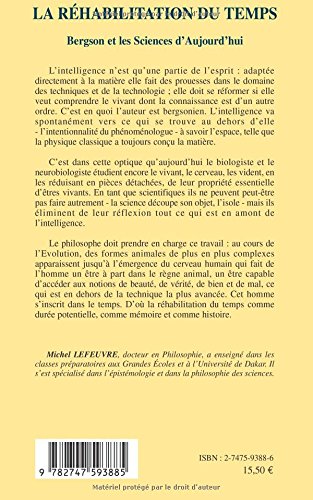 LA RÉHABILITATION DU TEMPS
Bergson et les Sciences d'Aujourd'hui
L'intelligence n'est qu'une partie de l'esprit : adaptée
directement à la matière elle fait des prouesses dans le domaine
des techniques et de la technologie ; elle doit se réformer si elle
veut comprendre le vivant dont la connaissance est d'un autre
ordre. C'est en quoi l'auteur est bergsonien. L'intelligence va
spontanément vers ce qui se trouve au dehors d'elle
- l'intentionnalité du phénoménologue - à savoir l'espace, telle que
la physique classique a toujours conçu la matière.
C'est dans cette optique qu'aujourd'hui le biologiste et le
neurobiologiste étudient encore le vivant, le cerveau, les vident, en
les réduisant en pièces détachées, de leur propriété essentielle
d'êtres vivants. En tant que scientifiques ils ne peuvent peut-être
pas faire autrement - la science découpe son objet, l'isole - mais ils
éliminent de leur réflexion tout ce qui est en amont de
l'intelligence.
Le philosophe doit prendre en charge ce travail : au cours de
l'Evolution, des formes animales de plus en plus complexes
apparaissent jusqu'à l'émergence du cerveau humain qui fait de
l'homme un être à part dans le règne animal, un être capable
d'accéder aux notions de beauté, de vérité, de bien et de mal, ce
qui est en dehors de la technique la plus avancée. Cet homme
s'inscrit dans le temps. D'où la réhabilitation du temps comme
durée potentielle, comme mémoire et comme histoire.
Michel LEFEUVRE, docteur en Philosophie, a enseigné dans les
classes préparatoires aux Grandes Écoles et à l'Université de Dakar. Il
s'est spécialisé dans l'épistémologie et dans la philosophie des sciences.
9 782747 593885
ISBN : 2-7475-9388-6
15,50 €
Matériel protégé par le droit d'auteur